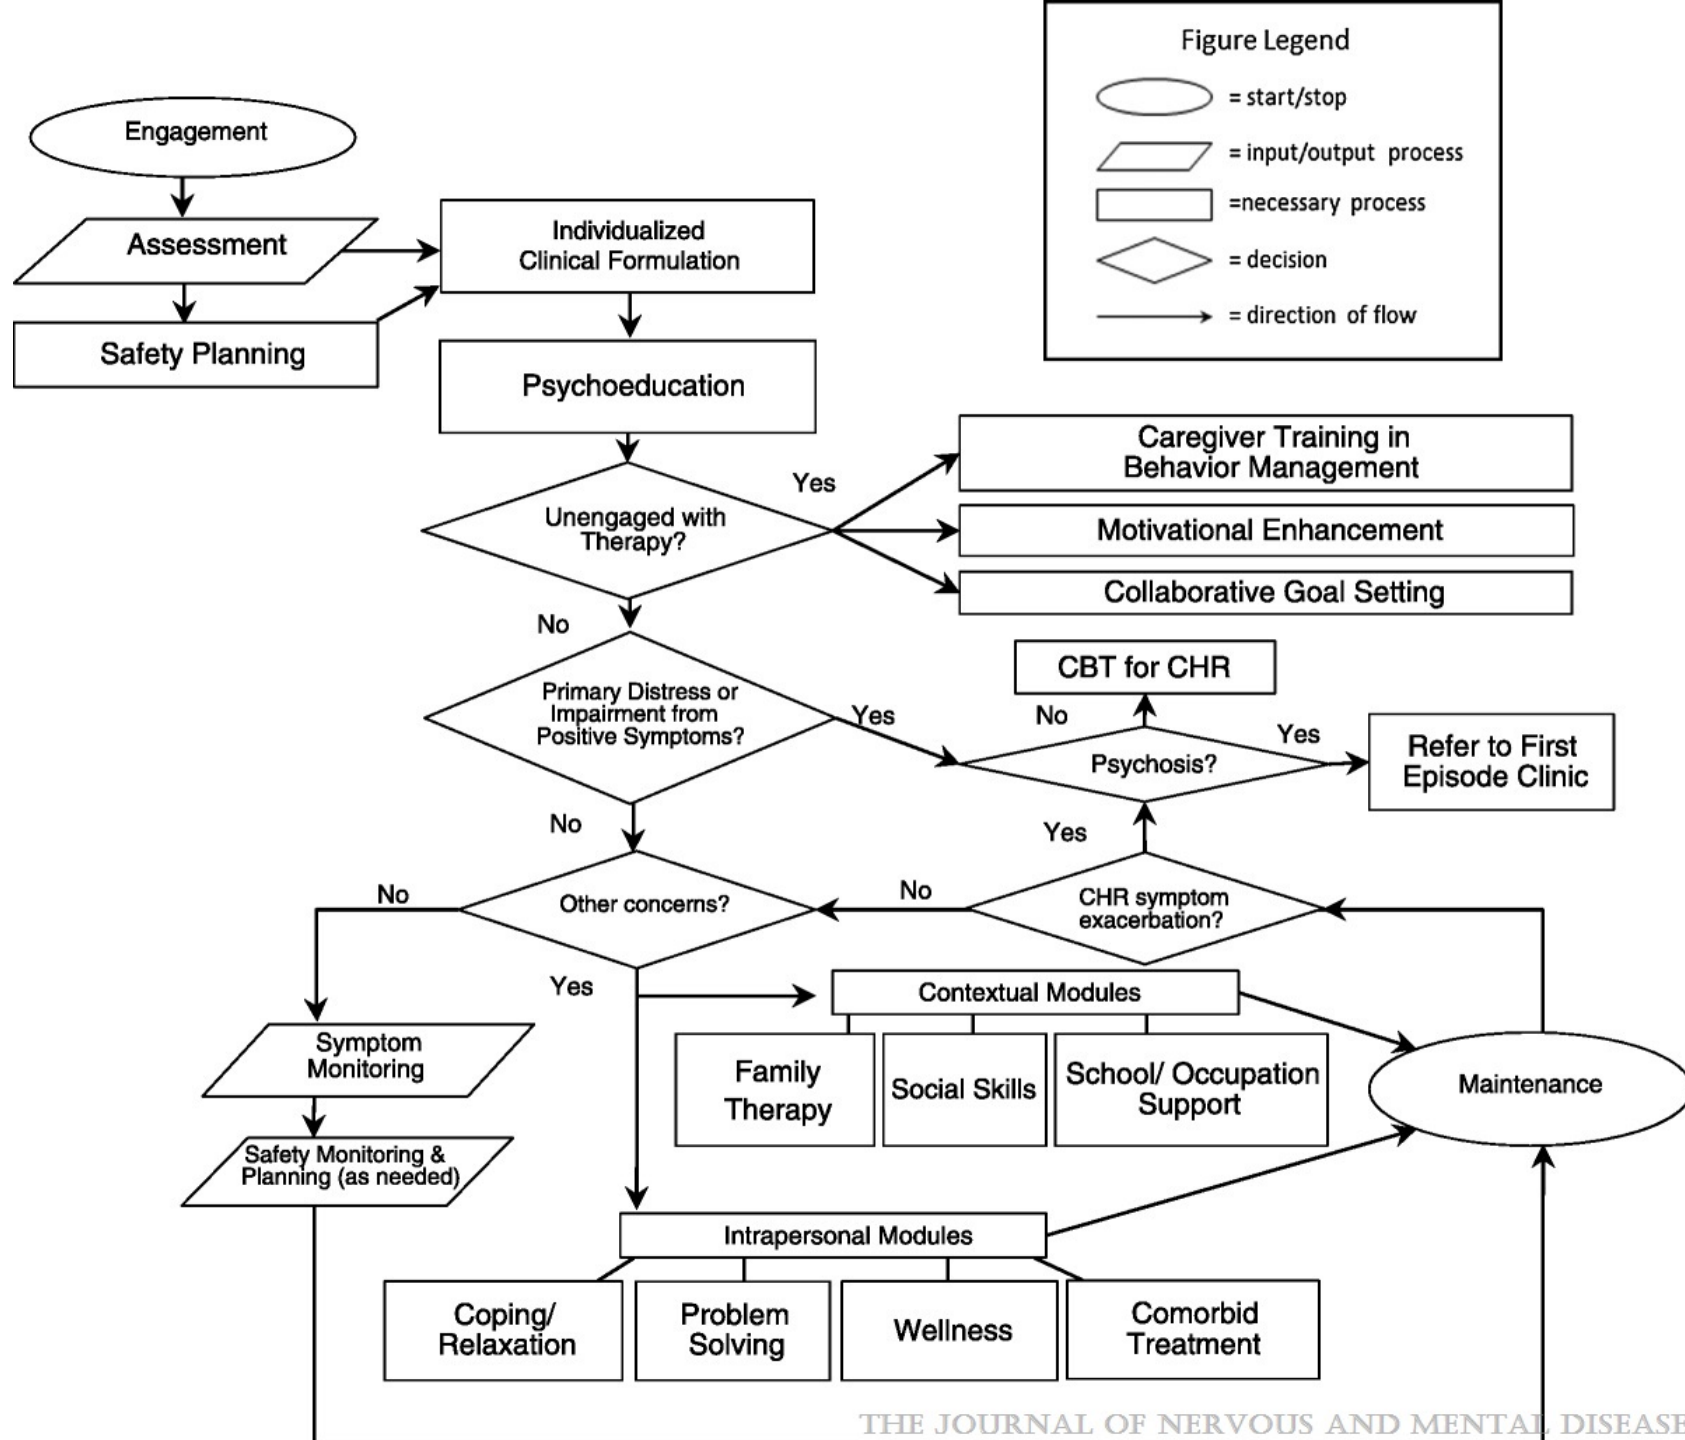 Figure Legend
= start/stop
= input/output process
=necessary process
= decision
= direction of flow
Engagement
Assessment
Safety Planning
Individualized
Clinical Formulation
Psychoeducation
Unengaged with
Therapy?
Yes
Caregiver Training in
Behavior Management
Motivational Enhancement
Collaborative Goal Setting
No
Primary Distress or
Impairment from
Positive Symptoms?
Yes
CBT for CHR
No
Psychosis?
Yes
Refer to First
Episode Clinic
No
Yes
Other concerns?
No
CHR symptom
exacerbation?
No
Symptom
Monitoring
Safety Monitoring &
Planning (as needed)
Yes
Contextual Modules
Family
Therapy
Social Skills
School/ Occupation
Support
Maintenance
Intrapersonal Modules
Coping/
Relaxation
Problem
Solving
Wellness
Comorbid
Treatment
THE JOURNAL OF NERVOUS AND MENTAL DISEASE